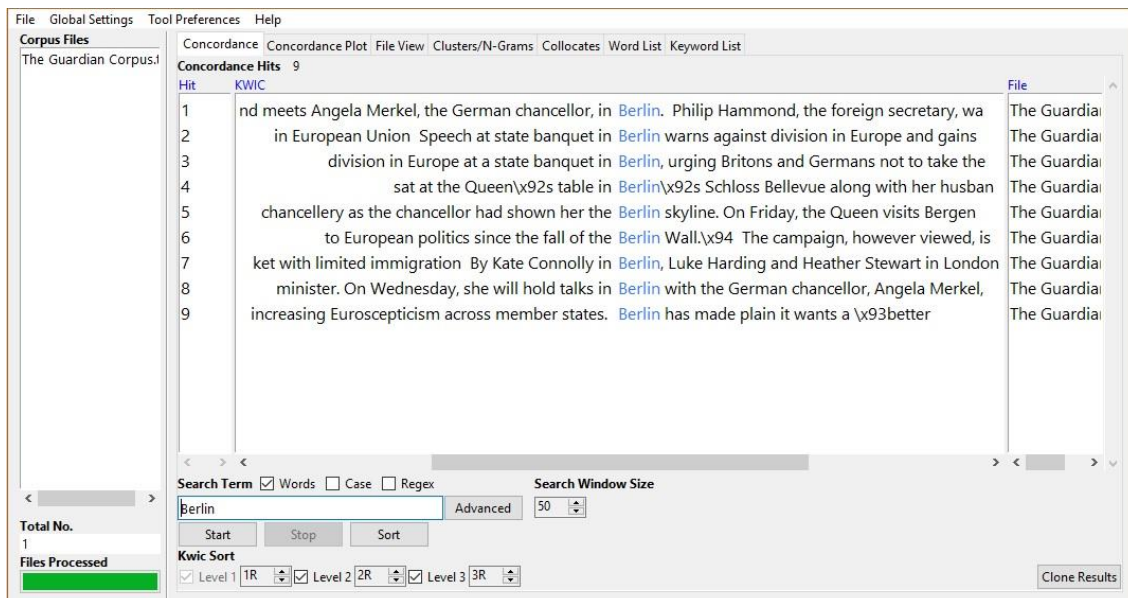 File Global Settings Tool Preferences Help
Corpus Files
The Guardian Corpus.t
Total No.
1
Files Processed
Concordance Concordance Plot File View Clusters/N-Grams Collocates Word List Keyword List
Concordance Hits 9
Hit KWIC File
1 nd meets Angela Merkel, the German chancellor, in Berlin. Philip Hammond, the foreign secretary, wa The Guardia
2 in European Union Speech at state banquet in Berlin warns against division in Europe and gains The Guardia
3 division in Europe at a state banquet in Berlin, urging Britons and Germans not to take the The Guardia
4 sat at the Queen\x92s table in Berlin\x92s Schloss Bellevue along with her husban The Guardia
5 chancellery as the chancellor had shown her the Berlin skyline. On Friday, the Queen visits Bergen The Guardia
6 to European politics since the fall of the Berlin Wall.\x94 The campaign, however viewed, is The Guardia
7 ket with limited immigration By Kate Connolly in Berlin, Luke Harding and Heather Stewart in London The Guardia
8 minister. On Wednesday, she will hold talks in Berlin with the German chancellor, Angela Merkel, The Guardia
9 increasing Euroscepticism across member states. Berlin has made plain it wants a \x93better The Guardia
Search Term Words Case Regex Search Window Size
Berlin Advanced 50
Start Stop Sort
Kwic Sort
Level 1 1R Level 2 2R Level 3 3R Clone Results